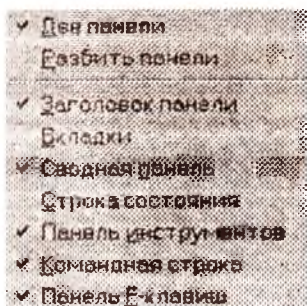 Две панели
Разбить панели
Заголовок панели
Вкладки
Сводная панель
Строка состояния
Панель инструментов
Командная строка
Панель F-клавиш